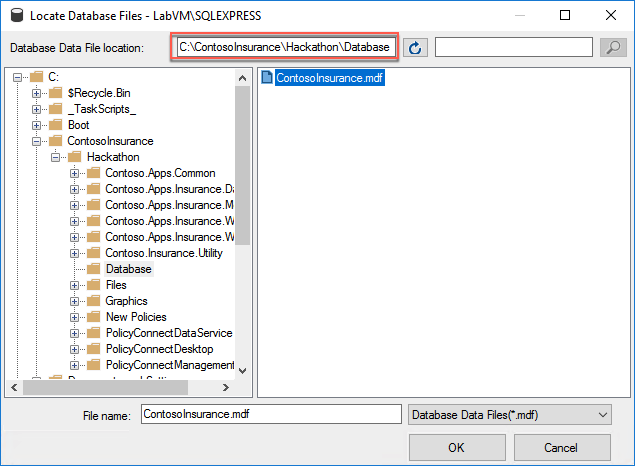 Locate Database Files - LabVM\SQLEXPRESS
Database Data File location: C:\ContosoInsurance\Hackathon\Database
C:
$Recycle.Bin
_TaskScripts_
Boot
ContosoInsurance
Hackathon
Contoso.Apps.Common
Contoso.Apps.Insurance.Da
Contoso.Apps.Insurance.M
Contoso.Apps.Insurance.W
Contoso.Apps.Insurance.W
Contoso.Insurance.Utility
Database
Files
Graphics
New Policies
PolicyConnectDataService
PolicyConnectDesktop
PolicyConnectManagement
ContosoInsurance.mdf
File name: ContosoInsurance.mdf Database Data Files(*.mdf)
OK Cancel